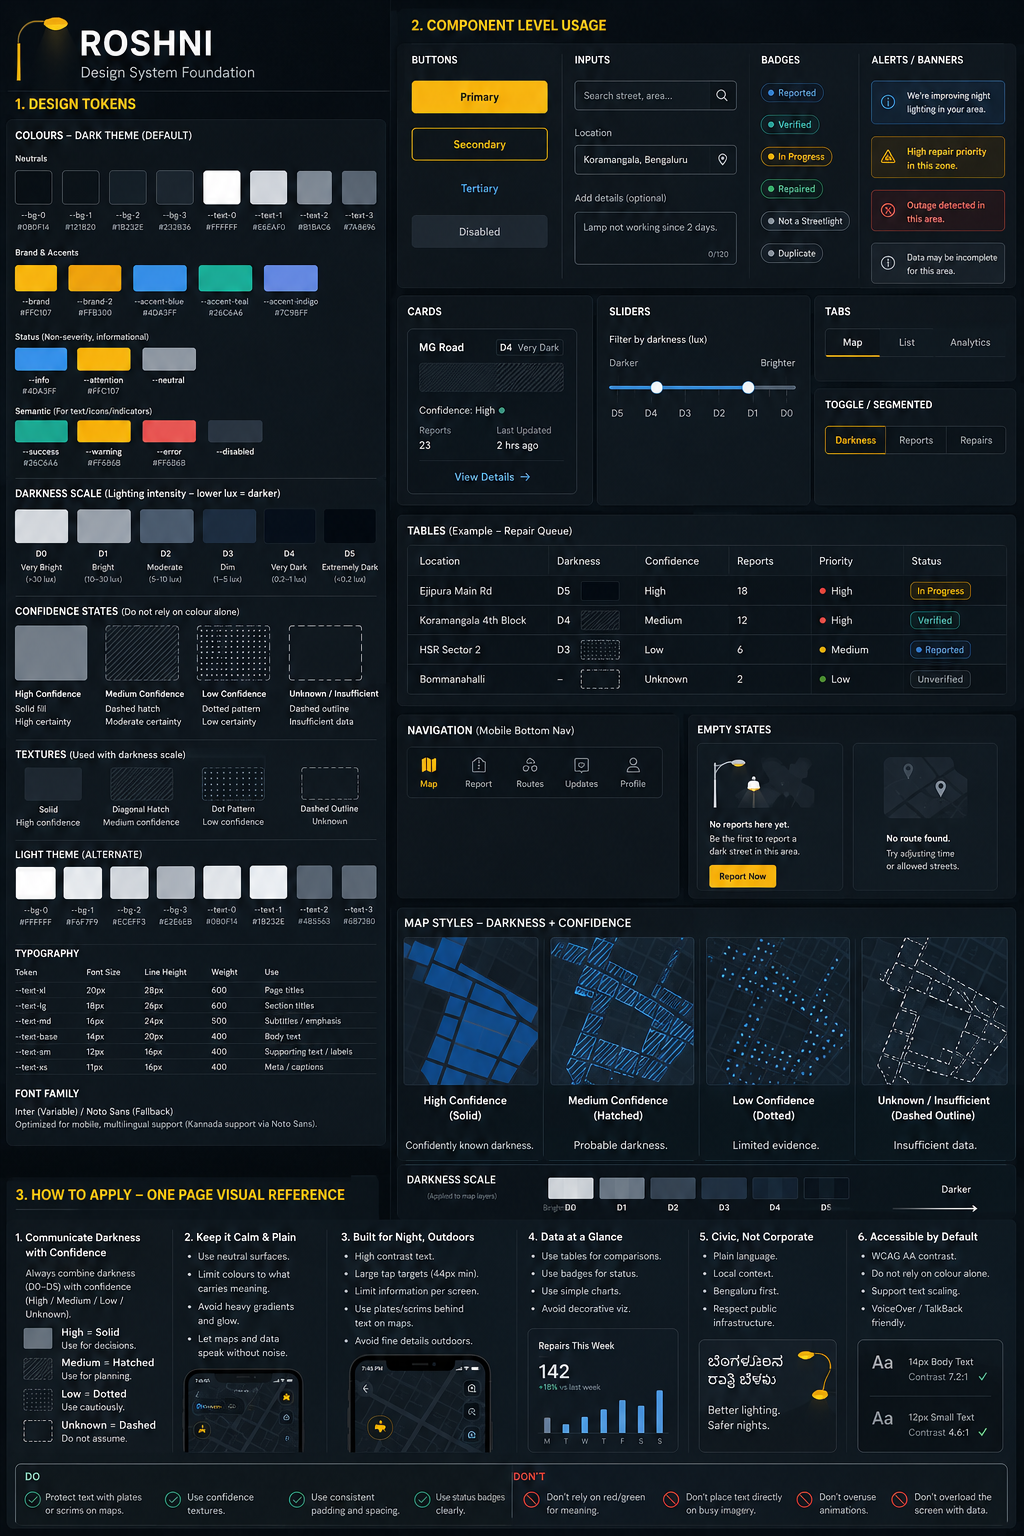 ROSHNI
Design System Foundation
1. DESIGN TOKENS
COLOURS – DARK THEME (DEFAULT)
Neutrals
--bg-0 --bg-1 --bg-2 --bg-3 --text-0 --text-1 --text-2 --text-3
#0B0F14 #121820 #1B232E #232B36 #FFFFFF #E6EAF0 #B1BAC6 #7A8696
Brand & Accents
--brand --brand-2 --accent-blue --accent-teal --accent-indigo
#FFC107 #FFB300 #4DA3FF #26C6A6 #7C9BFF
Status (Non-severity, informational)
--info --attention --neutral
#4DA3FF #FFC107
Semantic (For text/icons/indicators)
--success --warning --error --disabled
#26C6A6 #FF6B6B #FF6B6B
DARKNESS SCALE (Lighting intensity – lower lux = darker)
D0 D1 D2 D3 D4 D5
Very Bright Bright Moderate Dim Very Dark Extremely Dark
(>30 lux) (10–30 lux) (5–10 lux) (1–5 lux) (0.2–1 lux) (<0.2 lux)
CONFIDENCE STATES (Do not rely on colour alone)
High Confidence Medium Confidence Low Confidence Unknown / Insufficient
Solid fill Dashed hatch Dotted pattern Dashed outline
High certainty Moderate certainty Low certainty Insufficient data
TEXTURES (Used with darkness scale)
Solid Diagonal Hatch Dot Pattern Dashed Outline
High confidence Medium confidence Low confidence Unknown
LIGHT THEME (ALTERNATE)
--bg-0 --bg-1 --bg-2 --bg-3 --text-0 --text-1 --text-2 --text-3
#FFFFFF #F6F7F9 #ECEFF3 #E2E6EB #0B0F14 #1B232E #4B5563 #6B7280
TYPOGRAPHY
Token Font Size Line Height Weight Use
--text-xl 20px 28px 600 Page titles
--text-lg 18px 26px 600 Section titles
--text-md 16px 24px 500 Subtitles / emphasis
--text-base 14px 20px 400 Body text
--text-sm 12px 16px 400 Supporting text / labels
--text-xs 11px 16px 400 Meta / captions
FONT FAMILY
Inter (Variable) / Noto Sans (Fallback)
Optimized for mobile, multilingual support (Kannada support via Noto Sans).
2. COMPONENT LEVEL USAGE
BUTTONS
Primary
Secondary
Tertiary
Disabled
INPUTS
Search street, area...
Location
Koramangala, Bengaluru
Add details (optional)
Lamp not working since 2 days.
0/120
BADGES
Reported
Verified
In Progress
Repaired
Not a Streetlight
Duplicate
ALERTS / BANNERS
We're improving night
lighting in your area.
High repair priority
in this zone.
Outage detected in
this area.
Data may be incomplete
for this area.
CARDS
MG Road D4 Very Dark
Confidence: High
Reports Last Updated
23 2 hrs ago
View Details →
SLIDERS
Filter by darkness (lux)
Darker Brighter
D5 D4 D3 D2 D1 D0
TABS
Map List Analytics
TOGGLE / SEGMENTED
Darkness Reports Repairs
TABLES (Example – Repair Queue)
Location Darkness Confidence Reports Priority Status
Ejipura Main Rd D5 High 18 High In Progress
Koramangala 4th Block D4 Medium 12 High Verified
HSR Sector 2 D3 Low 6 Medium Reported
Bommanahalli – Unknown 2 Low Unverified
NAVIGATION (Mobile Bottom Nav)
Map Report Routes Updates Profile
EMPTY STATES
No reports here yet.
Be the first to report a
dark street in this area.
Report Now
No route found.
Try adjusting time
or allowed streets.
MAP STYLES – DARKNESS + CONFIDENCE
High Confidence Medium Confidence Low Confidence Unknown / Insufficient
(Solid) (Hatched) (Dotted) (Dashed Outline)
Confidently known darkness. Probable darkness. Limited evidence. Insufficient data.
DARKNESS SCALE
(Applied to map layers)
Darker
D0 D1 D2 D3 D4 D5
3. HOW TO APPLY – ONE PAGE VISUAL REFERENCE
1. Communicate Darkness
with Confidence
Always combine darkness
(D0–D5) with confidence
(High / Medium / Low /
Unknown).
High = Solid
Use for decisions.
Medium = Hatched
Use for planning.
Low = Dotted
Use cautiously.
Unknown = Dashed
Do not assume.
2. Keep it Calm & Plain
• Use neutral surfaces.
• Limit colours to what
carries meaning.
• Avoid heavy gradients
and glow.
• Let maps and data
speak without noise.
3. Built for Night, Outdoors
• High contrast text.
• Large tap targets (44px min).
• Limit information per screen.
• Use plates/scrims behind
text on maps.
• Avoid fine details outdoors.
7:45 PM
4. Data at a Glance
• Use tables for comparisons.
• Use badges for status.
• Use simple charts.
• Avoid decorative viz.
Repairs This Week
142
+18% vs last week
M T W T F S S
5. Civic, Not Corporate
• Plain language.
• Local context.
• Bengaluru first.
• Respect public
infrastructure.
Better lighting.
Safer nights.
6. Accessible by Default
• WCAG AA contrast.
• Do not rely on colour alone.
• Support text scaling.
• VoiceOver / TalkBack
friendly.
Aa 14px Body Text
Contrast 7.2:1 ✓
Aa 12px Small Text
Contrast 4.6:1 ✓
DO
Protect text with plates
or scrims on maps.
Use confidence
textures.
Use consistent
padding and spacing.
Use status badges
clearly.
DON'T
Don't rely on red/green
for meaning.
Don't place text directly
on busy imagery.
Don't overuse
animations.
Don't overload the
screen with data.